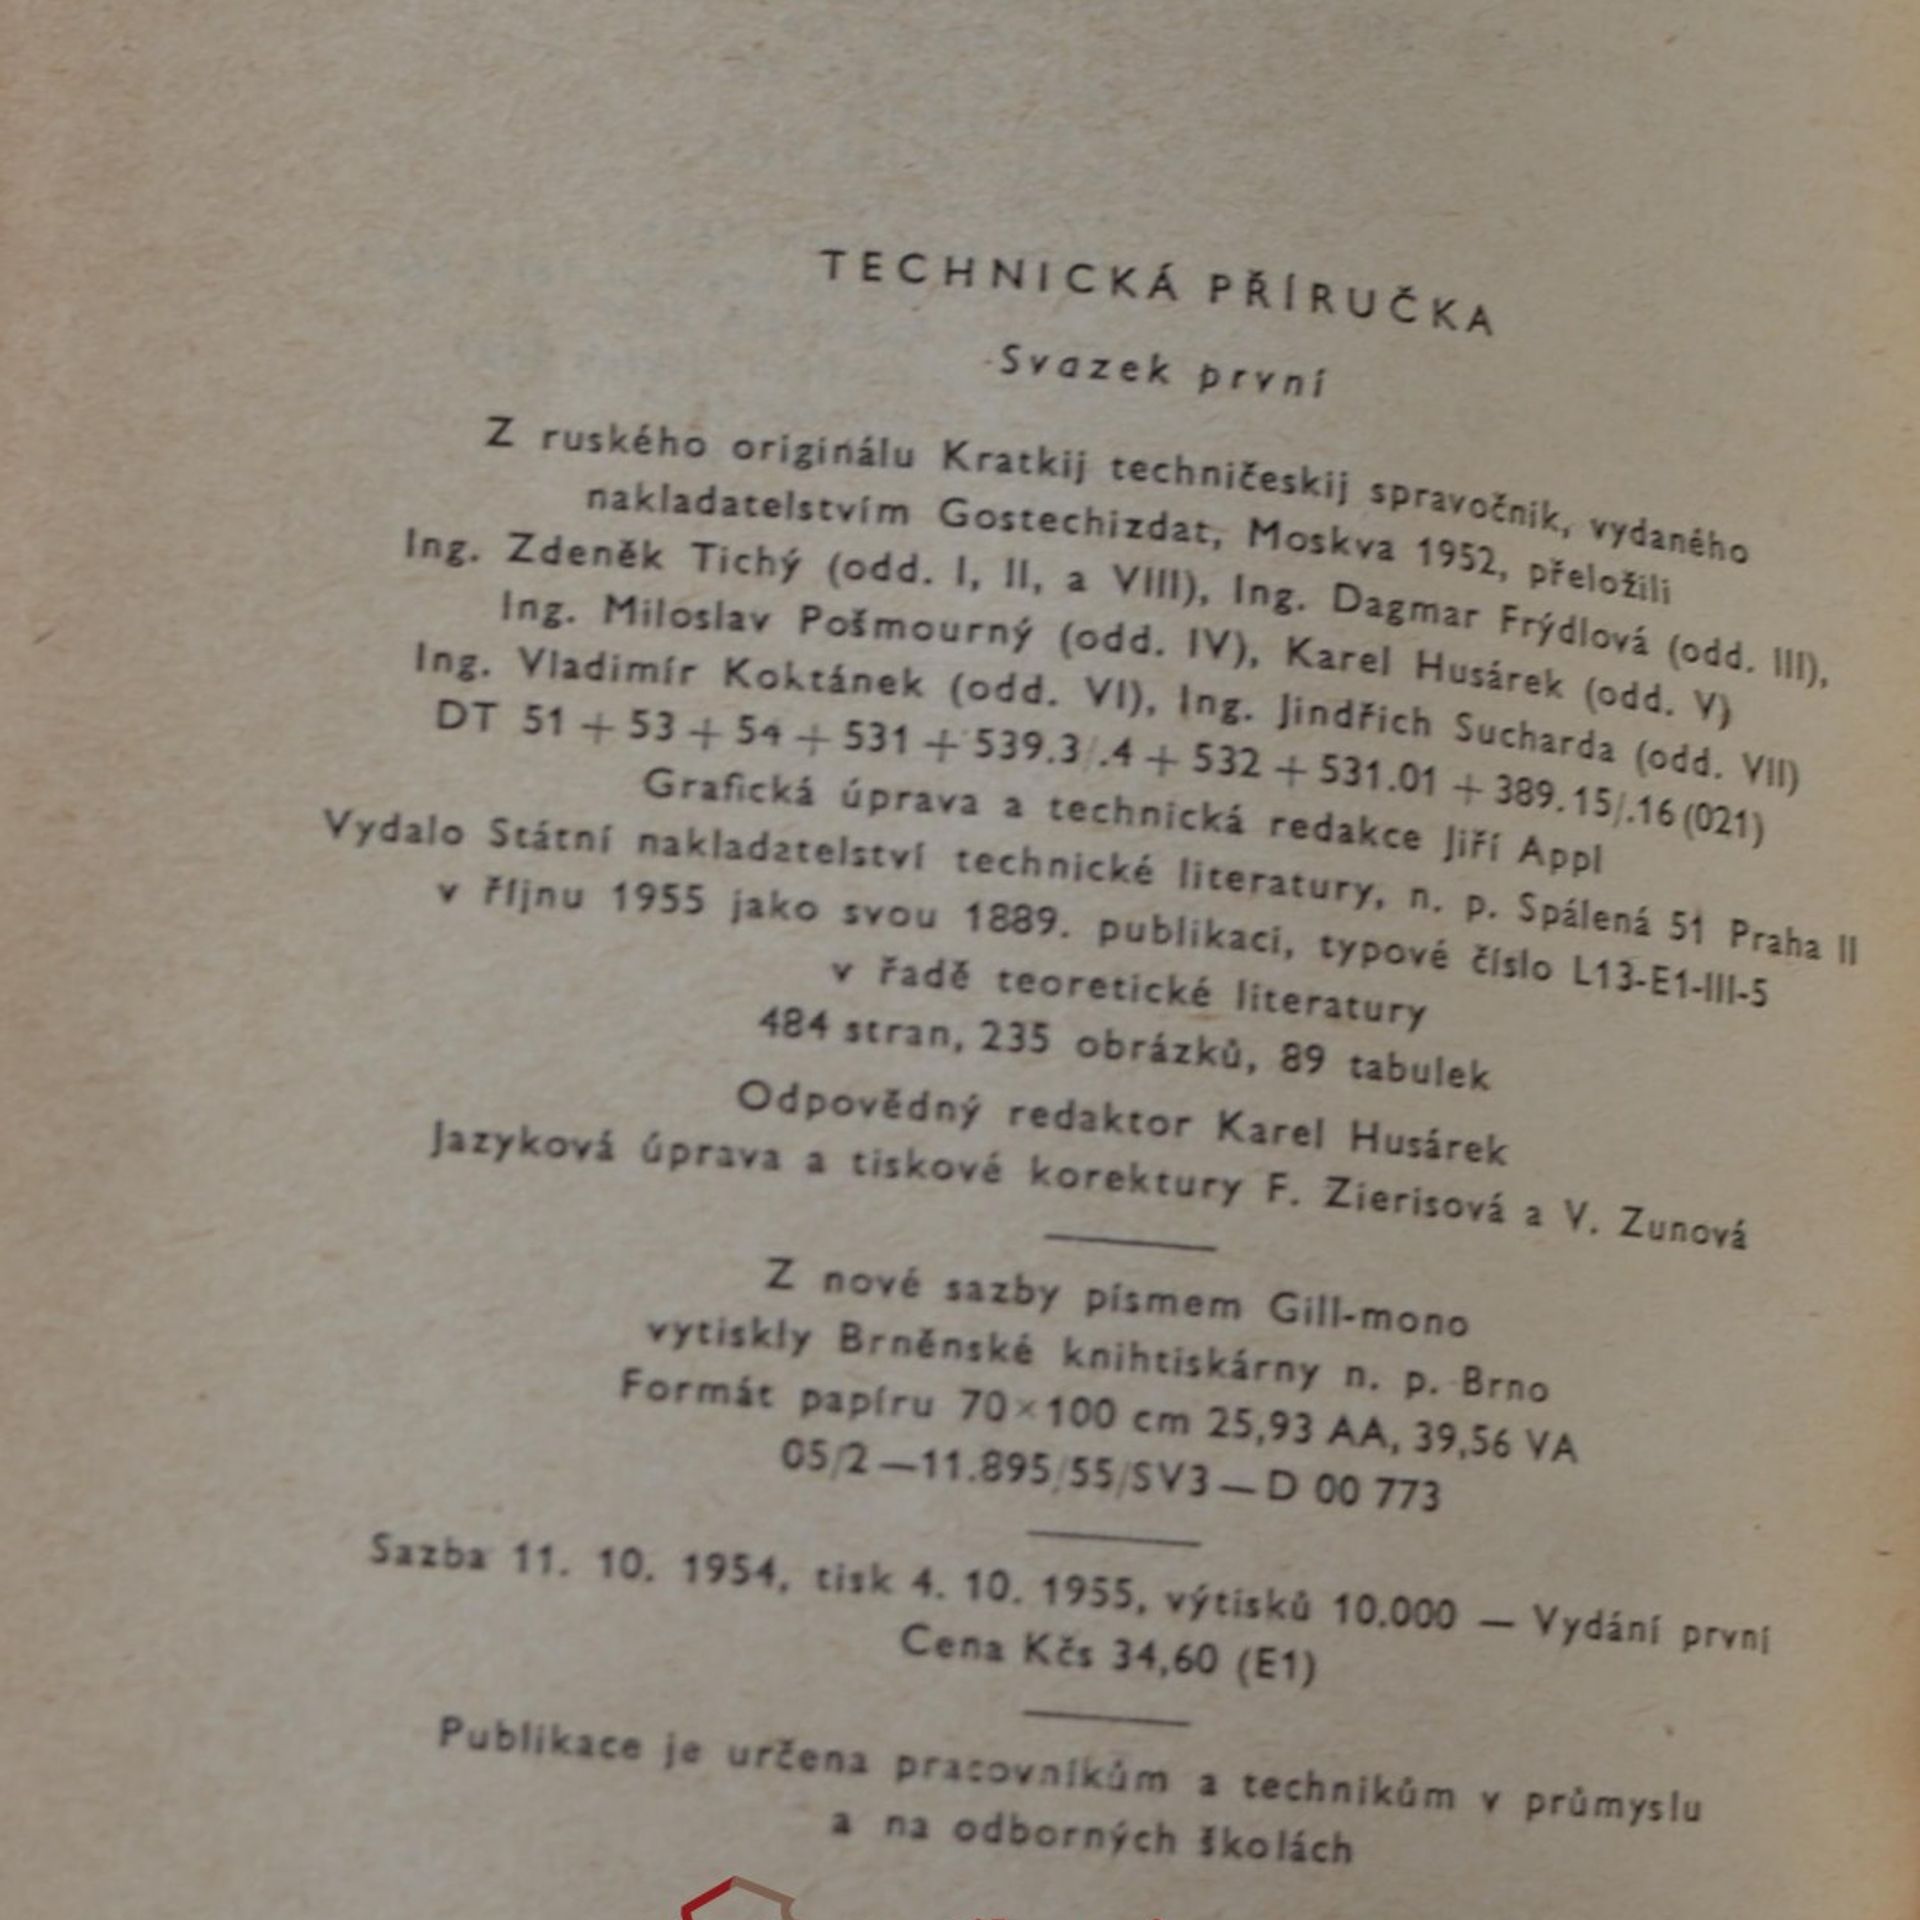 TECHNICKÁ PŘÍRUČKA
Svazek první
Z ruského originálu Kratkij techničeskij spravočnik, vydaného
nakladatelstvím Gostechizdat, Moskva 1952, přeložili
Ing. Zdeněk Tichý (odd. I, II, a VIII), Ing. Dagmar Frýdlová (odd. III),
Ing. Miloslav Pošmourný (odd. IV), Karel Husárek (odd. V)
Ing. Vladimír Koktánek (odd. VI), Ing. Jindřich Sucharda (odd. VII)
DT 51 + 53 + 54 + 531 + 539.3/.4 + 532 + 531.01 + 389.15/.16 (021)
Grafická úprava a technická redakce Jiří Appl
Vydalo Státní nakladatelství technické literatury, n. p. Spálená 51 Praha II
v říjnu 1955 jako svou 1889. publikaci, typové číslo L13-E1-III-5
v řadě teoretické literatury
484 stran, 235 obrázků, 89 tabulek
Odpovědný redaktor Karel Husárek
Jazyková úprava a tiskové korektury F. Zierisová a V. Zunová
Z nové sazby písmem Gill-mono
vytiskly Brněnské knihtiskárny n. p. Brno
Formát papíru 70×100 cm 25,93 AA, 39,56 VA
05/2 — 11.895/55/SV3 — D 00 773
Sazba 11. 10. 1954, tisk 4. 10. 1955, výtisků 10.000 — Vydání první
Cena Kčs 34,60 (E1)
Publikace je určena pracovníkům a technikům v průmyslu
a na odborných školách